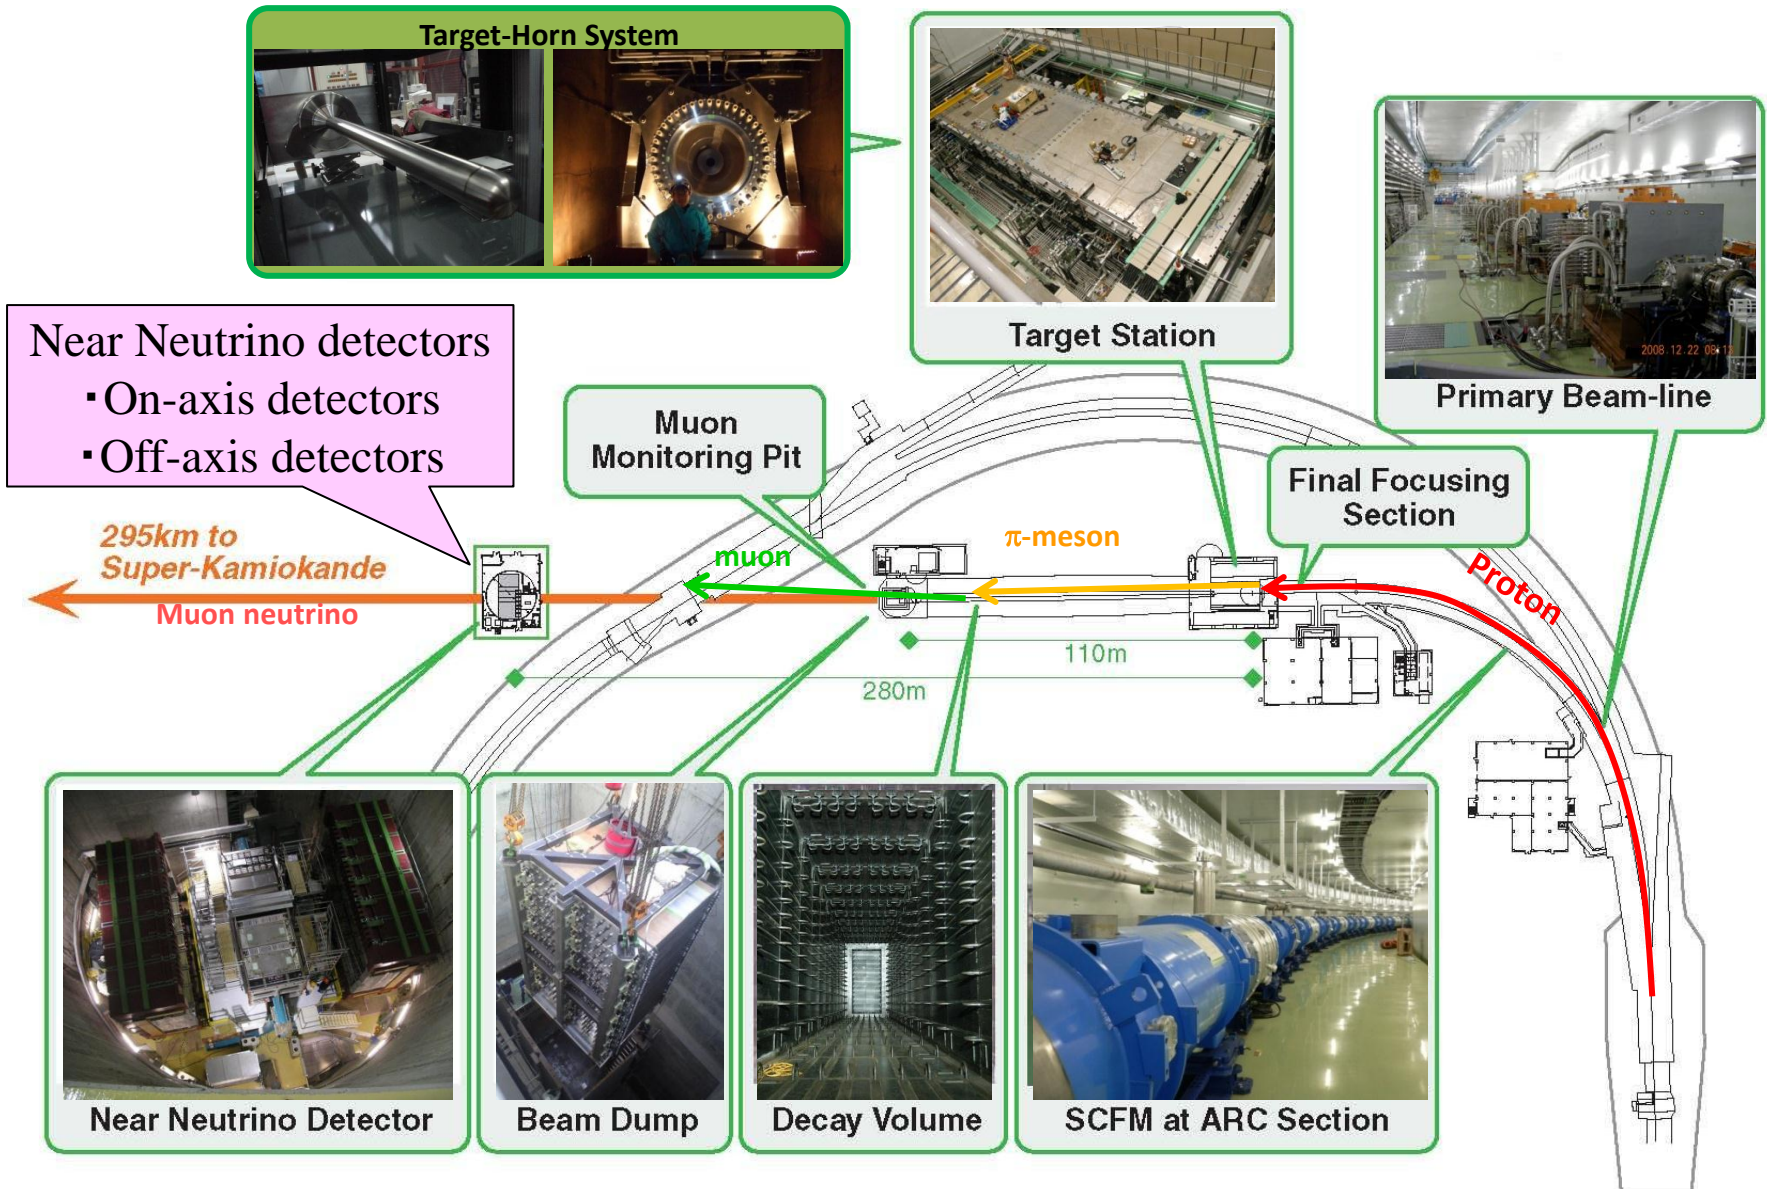 Target-Horn System
Target Station
2008.12.22
Primary Beam-line
Near Neutrino detectors
・On-axis detectors
・Off-axis detectors
Muon
Monitoring Pit
Final Focusing
Section
295km to
Super-Kamiokande
Muon neutrino
muon
π-meson
Proton
110m
280m
Near Neutrino Detector
Beam Dump
Decay Volume
SCFM at ARC Section